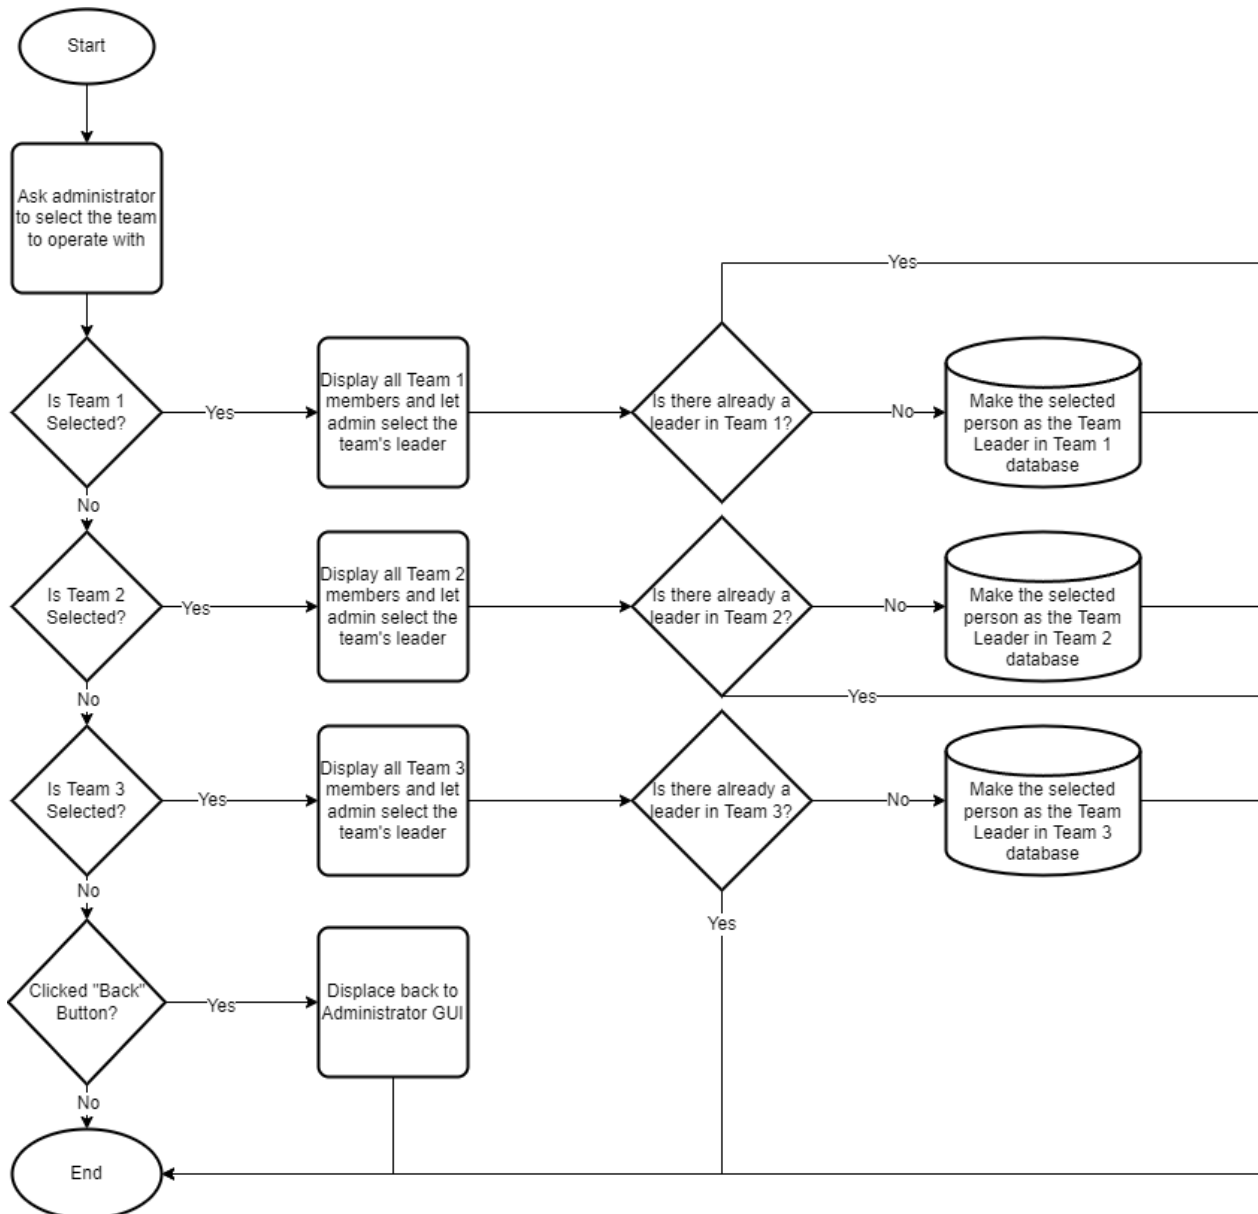 Start
Ask administrator
to select the team
to operate with
Yes
Is Team 1
Selected?
Yes
Display all Team 1
members and let
admin select the
team's leader
Is there already a
leader in Team 1?
No
Make the selected
person as the Team
Leader in Team 1
database
No
Is Team 2
Selected?
Yes
Display all Team 2
members and let
admin select the
team's leader
Is there already a
leader in Team 2?
No
Make the selected
person as the Team
Leader in Team 2
database
No
Yes
Is Team 3
Selected?
Yes
Display all Team 3
members and let
admin select the
team's leader
Is there already a
leader in Team 3?
No
Make the selected
person as the Team
Leader in Team 3
database
No
Yes
Clicked "Back"
Button?
Yes
Displace back to
Administrator GUI
No
End